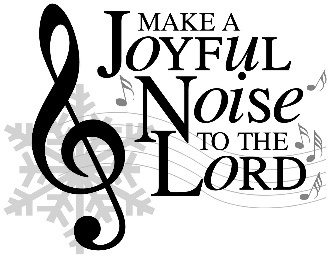 MAKE A
JOYFUL
NOISE
TO THE
LORD